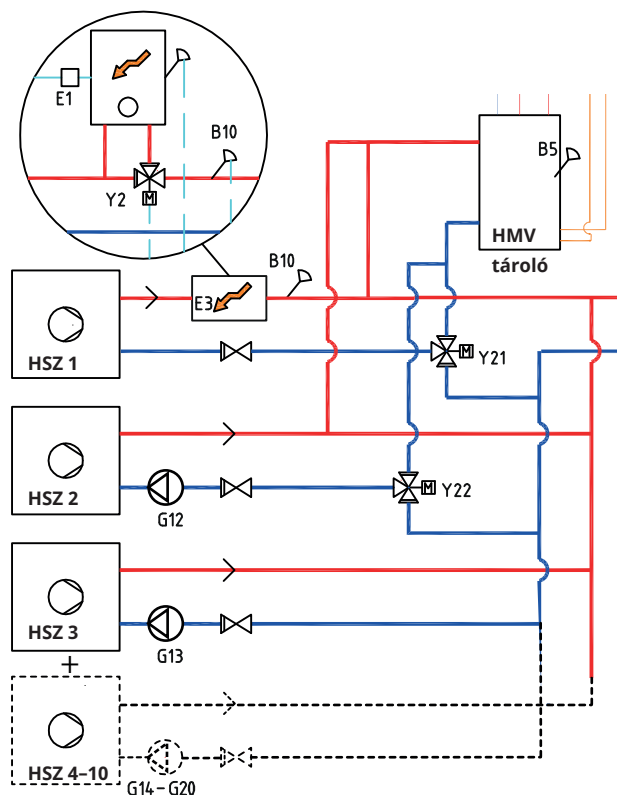 E1
B10
Y2
M
B5
HMV
tároló
B10
E3
HSZ 1
M
Y21
HSZ 2
G12
M
Y22
HSZ 3
G13
+
HSZ 4–10
G14-G20